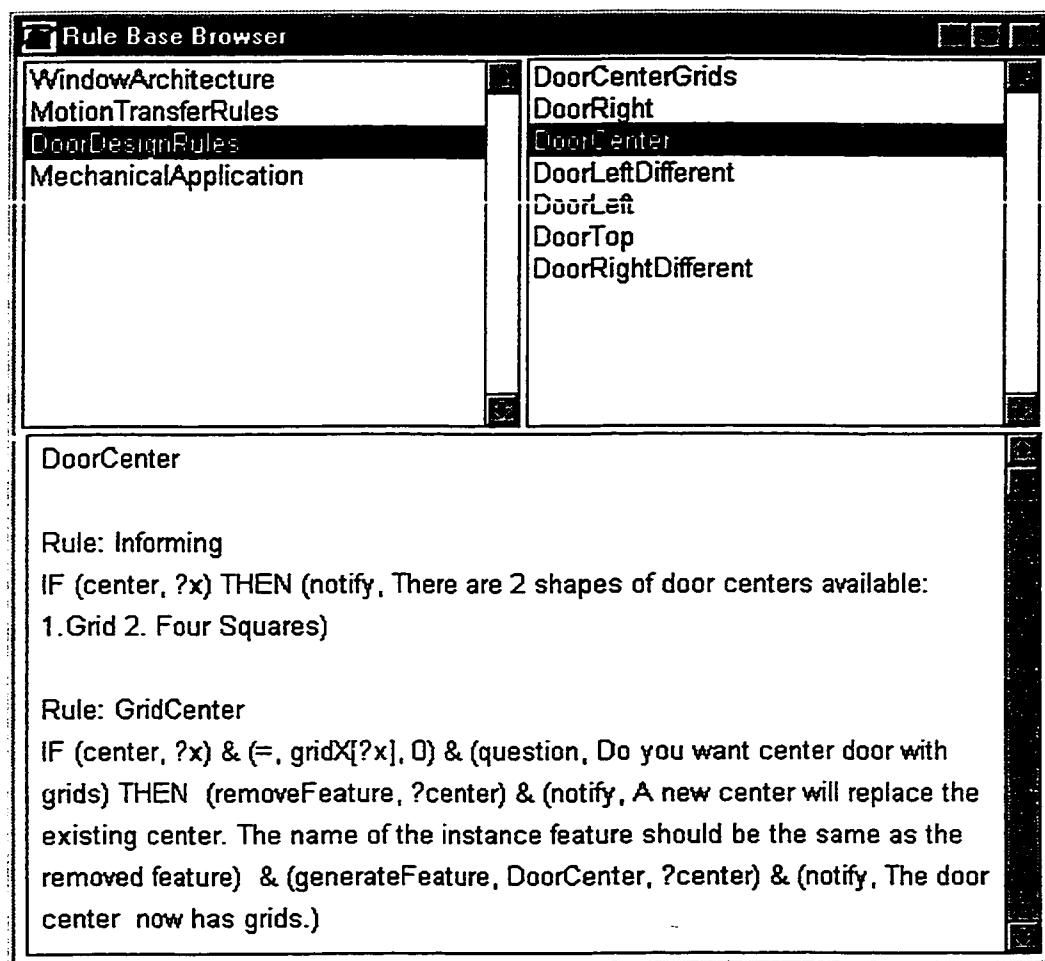 Rule Base Browser
WindowArchitecture
MotionTransferRules
DoorDesignRules
MechanicalApplication
DoorCenterGrids
DoorRight
DoorCenter
DoorLeftDifferent
DoorLeft
DoorTop
DoorRightDifferent
DoorCenter
Rule: Informing
IF (center, ?x) THEN (notify, There are 2 shapes of door centers available:
1.Grid 2. Four Squares)
Rule: GridCenter
IF (center, ?x) & (=, gridX[?x], 0) & (question, Do you want center door with
grids) THEN (removeFeature, ?center) & (notify, A new center will replace the
existing center. The name of the instance feature should be the same as the
removed feature) & (generateFeature, DoorCenter, ?center) & (notify, The door
center now has grids.)